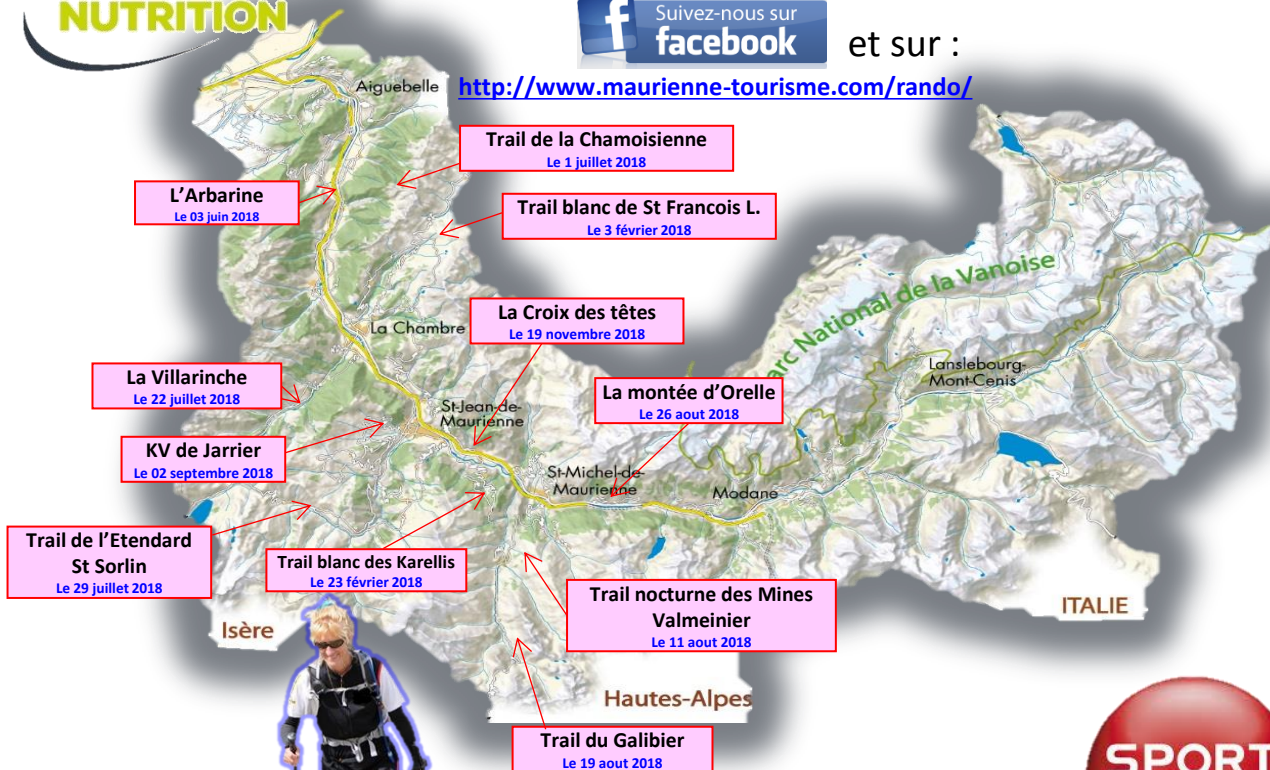 NUTRITION
f Suivez-nous sur
facebook
et sur :
http://www.maurienne-tourisme.com/rando/
Aiguebelle
Trail de la Chamoisienne
Le 1 juillet 2018
L'Arbarine
Le 03 juin 2018
Trail blanc de St Francois L.
Le 3 février 2018
Parc National de la Vanoise
La Croix des têtes
Le 19 novembre 2018
La Chambre
La Villarinche
Le 22 juillet 2018
Lanslebourg-
Mont-Cenis
La montée d'Orelle
Le 26 aout 2018
St-Jean-de-
Maurienne
KV de Jarrier
Le 02 septembre 2018
St-Michel-de-
Maurienne
Modane
Trail de l'Etendard
St Sorlin
Le 29 juillet 2018
Trail blanc des Karellis
Le 23 février 2018
Trail nocturne des Mines
Valmeinier
Le 11 aout 2018
ITALIE
Isère
Hautes-Alpes
Trail du Galibier
Le 19 aout 2018
SPORT